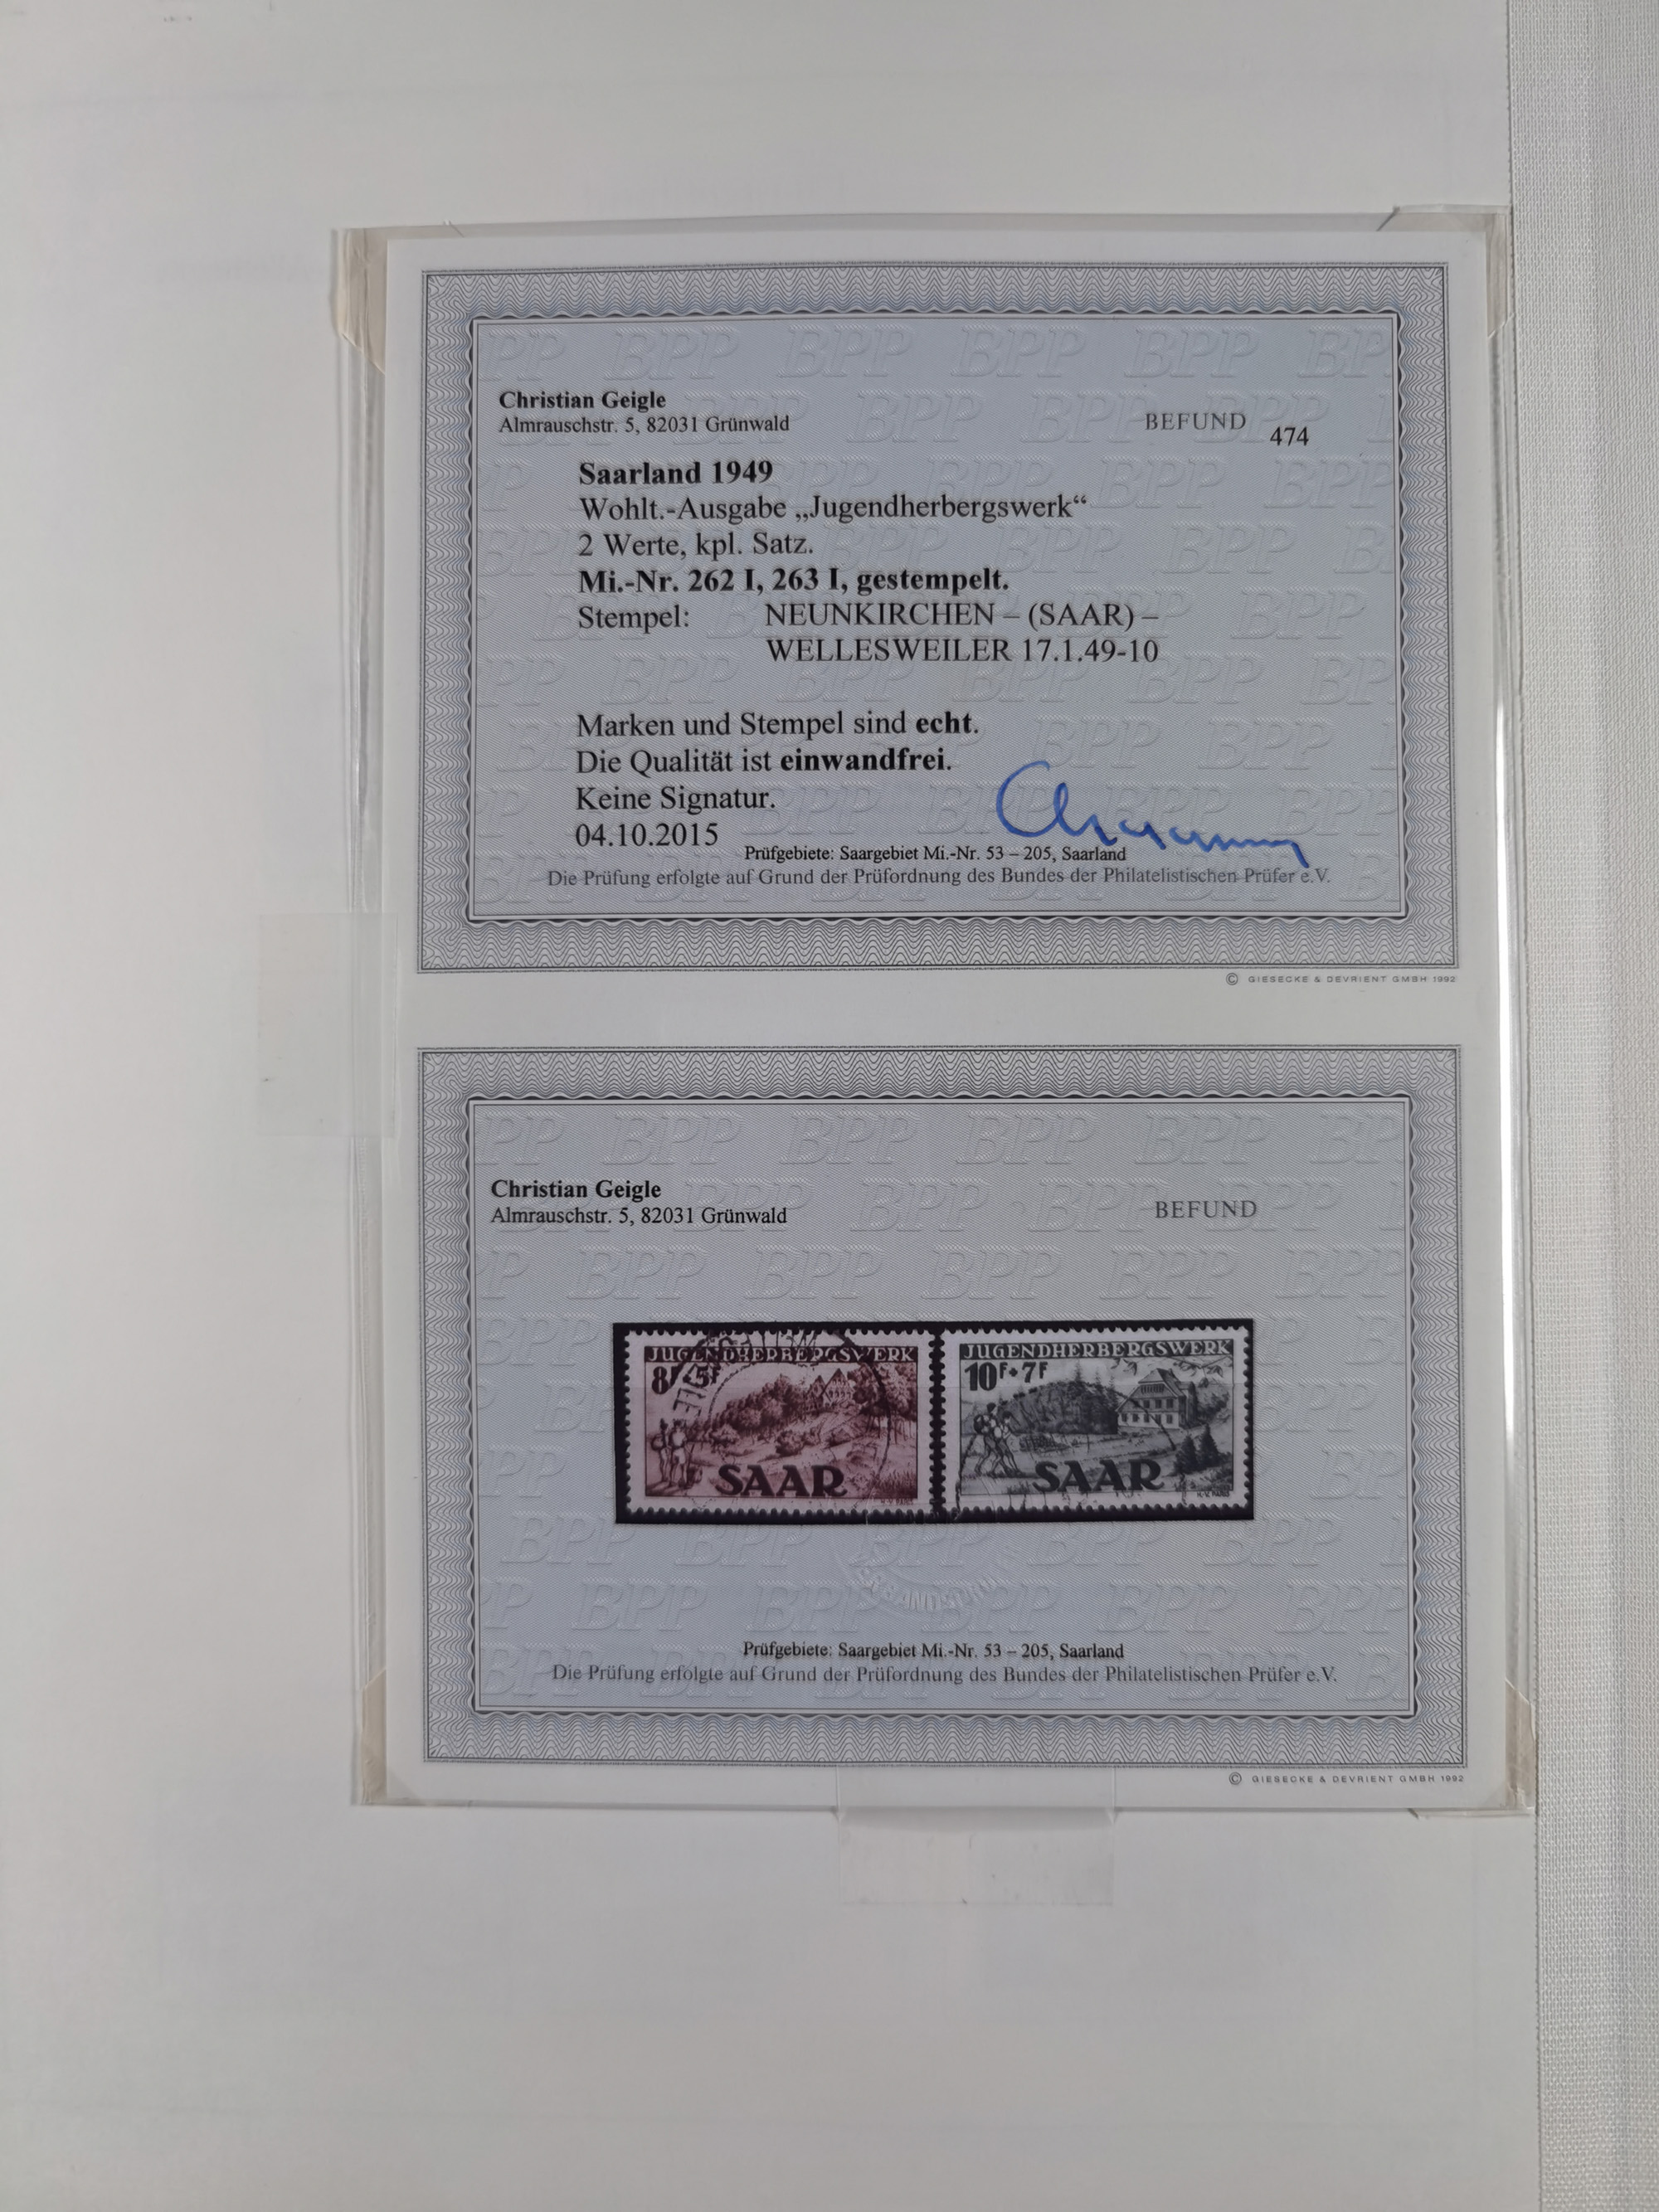 Christian Geigle
Almrauschstr. 5, 82031 Grünwald
BEFUND 474
Saarland 1949
Wohlt.-Ausgabe „Jugendherbergswerk“
2 Werte, kpl. Satz.
Mi.-Nr. 262 I, 263 I, gestempelt.
Stempel: NEUNKIRCHEN – (SAAR) –
WELLESWEILER 17.1.49-10
Marken und Stempel sind echt.
Die Qualität ist einwandfrei.
Keine Signatur.
04.10.2015
Prüfgebiete: Saargebiet Mi.-Nr. 53 – 205, Saarland
Die Prüfung erfolgte auf Grund der Prüfordnung des Bundes der Philatelistischen Prüfer e.V.
© GIESECKE & DEVRIENT GMBH 1992
Christian Geigle
Almrauschstr. 5, 82031 Grünwald
BEFUND
JUGENDHERBERGSWERK
8F+5F
SAAR
JUGENDHERBERGSWERK
10F+7F
SAAR
Prüfgebiete: Saargebiet Mi.-Nr. 53 – 205, Saarland
Die Prüfung erfolgte auf Grund der Prüfordnung des Bundes der Philatelistischen Prüfer e.V.
© GIESECKE & DEVRIENT GMBH 1992